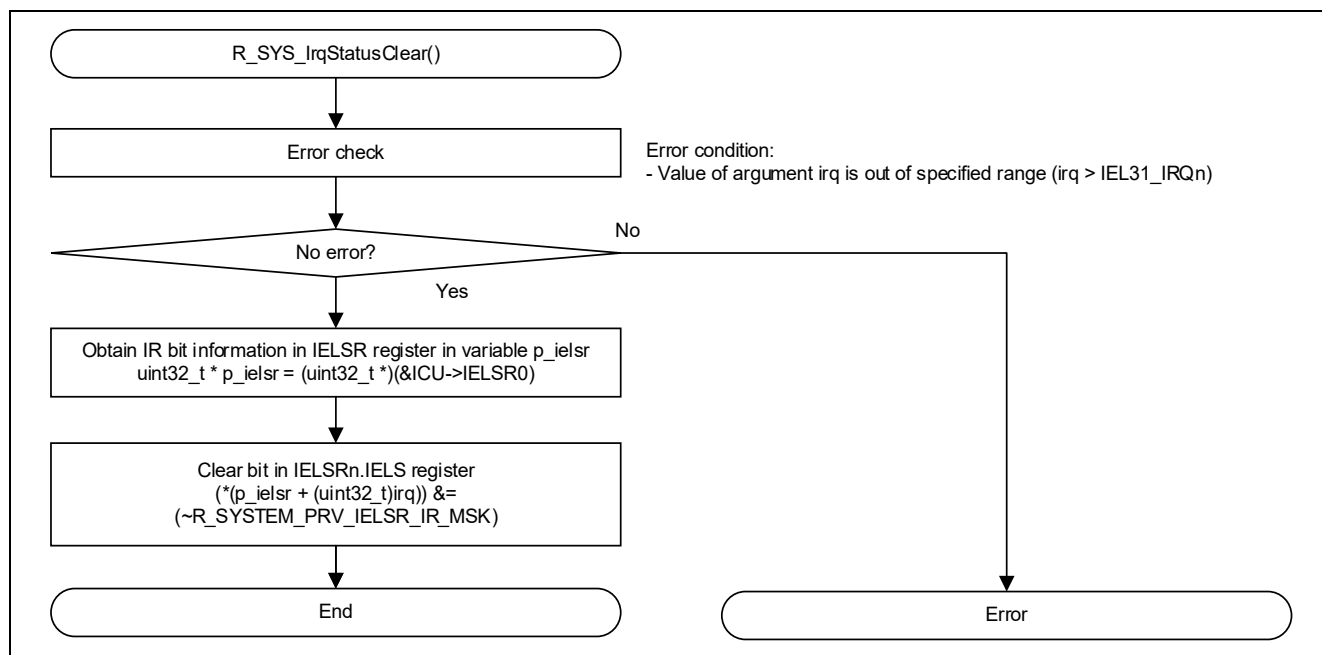 R_SYS_IrqStatusClear()
Error check
Error condition:
- Value of argument irq is out of specified range (irq > IEL31_IRQn)
No error?
No
Yes
Obtain IR bit information in IELSR register in variable p_ielsr
uint32_t * p_ielsr = (uint32_t *)(&ICU->IELSR0)
Clear bit in IELSRn.IELS register
(*(p_ielsr + (uint32_t)irq)) &=
(~R_SYSTEM_PRV_IELSR_IR_MSK)
End
Error